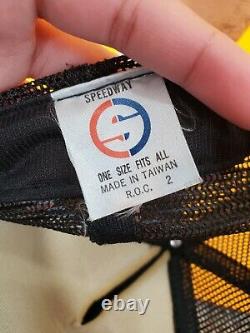 SPEEDWAY
S
ONE SIZE FITS ALL
MADE IN TAIWAN
R.O.C. 2